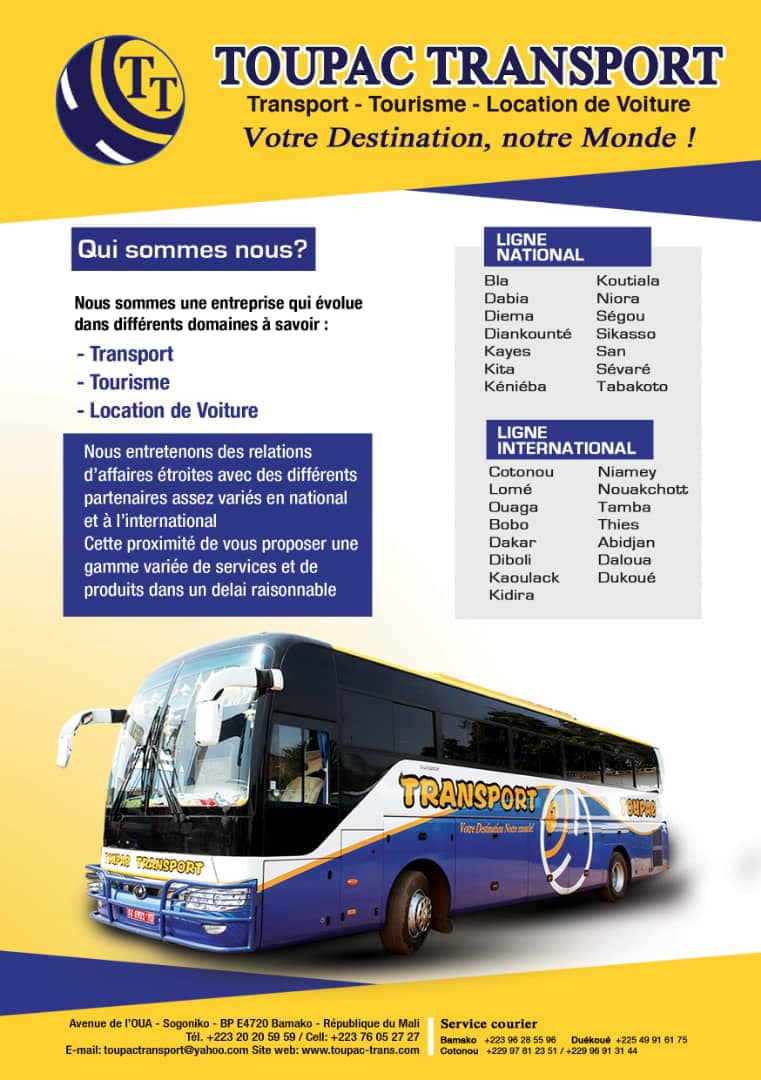 TT
TOUPAC TRANSPORT
Transport - Tourisme - Location de Voiture
Votre Destination, notre Monde !
Qui sommes nous?
Nous sommes une entreprise qui évolue
dans différents domaines à savoir :
- Transport
- Tourisme
- Location de Voiture
Nous entretenons des relations
d'affaires étroites avec des différents
partenaires assez variés en national
et à l'international
Cette proximité de vous proposer une
gamme variée de services et de
produits dans un delai raisonnable
LIGNE
NATIONAL
Bla
Dabia
Diema
Diankounté
Kayes
Kita
Kéniéba
Koutiala
Niora
Ségou
Sikasso
San
Sévaré
Tabakoto
LIGNE
INTERNATIONAL
Cotonou
Lomé
Ouaga
Bobo
Dakar
Diboli
Kaoulack
Kidira
Niamey
Nouakchott
Tamba
Thies
Abidjan
Daloua
Dukoué
TRANSPORT
TOUPAC
Votre Destination Notre monde!
TOUPAC TRANSPORT
Avenue de l'OUA - Sogoniko - BP E4720 Bamako - République du Mali
Tél. +223 20 20 59 59 / Cell: +223 76 05 27 27
E-mail: toupactransport@yahoo.com Site web: www.toupac-trans.com
Service courier
Bamako +223 96 28 55 96 Duékoué +225 49 91 61 75
Cotonou +229 97 81 23 51 / +229 96 91 31 44